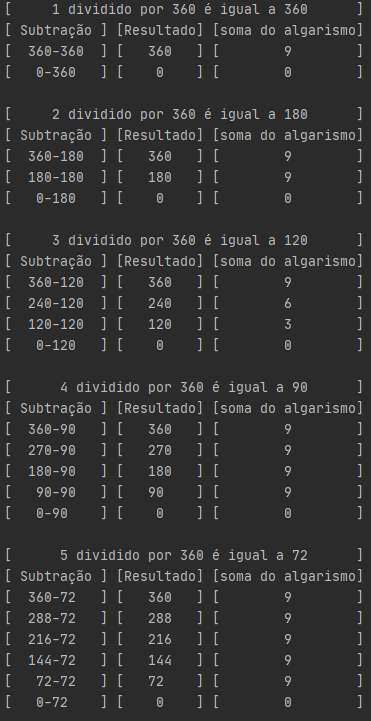 [     1 dividido por 360 é igual a 360      ]
[ Subtração ] [Resultado] [soma do algarismo]
[  360-360  ] [   360   ] [        9        ]
[   0-360   ] [    0    ] [        0        ]
[     2 dividido por 360 é igual a 180      ]
[ Subtração ] [Resultado] [soma do algarismo]
[  360-180  ] [   360   ] [        9        ]
[  180-180  ] [   180   ] [        9        ]
[   0-180   ] [    0    ] [        0        ]
[     3 dividido por 360 é igual a 120      ]
[ Subtração ] [Resultado] [soma do algarismo]
[  360-120  ] [   360   ] [        9        ]
[  240-120  ] [   240   ] [        6        ]
[  120-120  ] [   120   ] [        3        ]
[   0-120   ] [    0    ] [        0        ]
[      4 dividido por 360 é igual a 90      ]
[ Subtração ] [Resultado] [soma do algarismo]
[  360-90   ] [   360   ] [        9        ]
[  270-90   ] [   270   ] [        9        ]
[  180-90   ] [   180   ] [        9        ]
[   90-90   ] [   90    ] [        9        ]
[   0-90    ] [    0    ] [        0        ]
[      5 dividido por 360 é igual a 72      ]
[ Subtração ] [Resultado] [soma do algarismo]
[  360-72   ] [   360   ] [        9        ]
[  288-72   ] [   288   ] [        9        ]
[  216-72   ] [   216   ] [        9        ]
[  144-72   ] [   144   ] [        9        ]
[   72-72   ] [   72    ] [        9        ]
[   0-72    ] [    0    ] [        0        ]